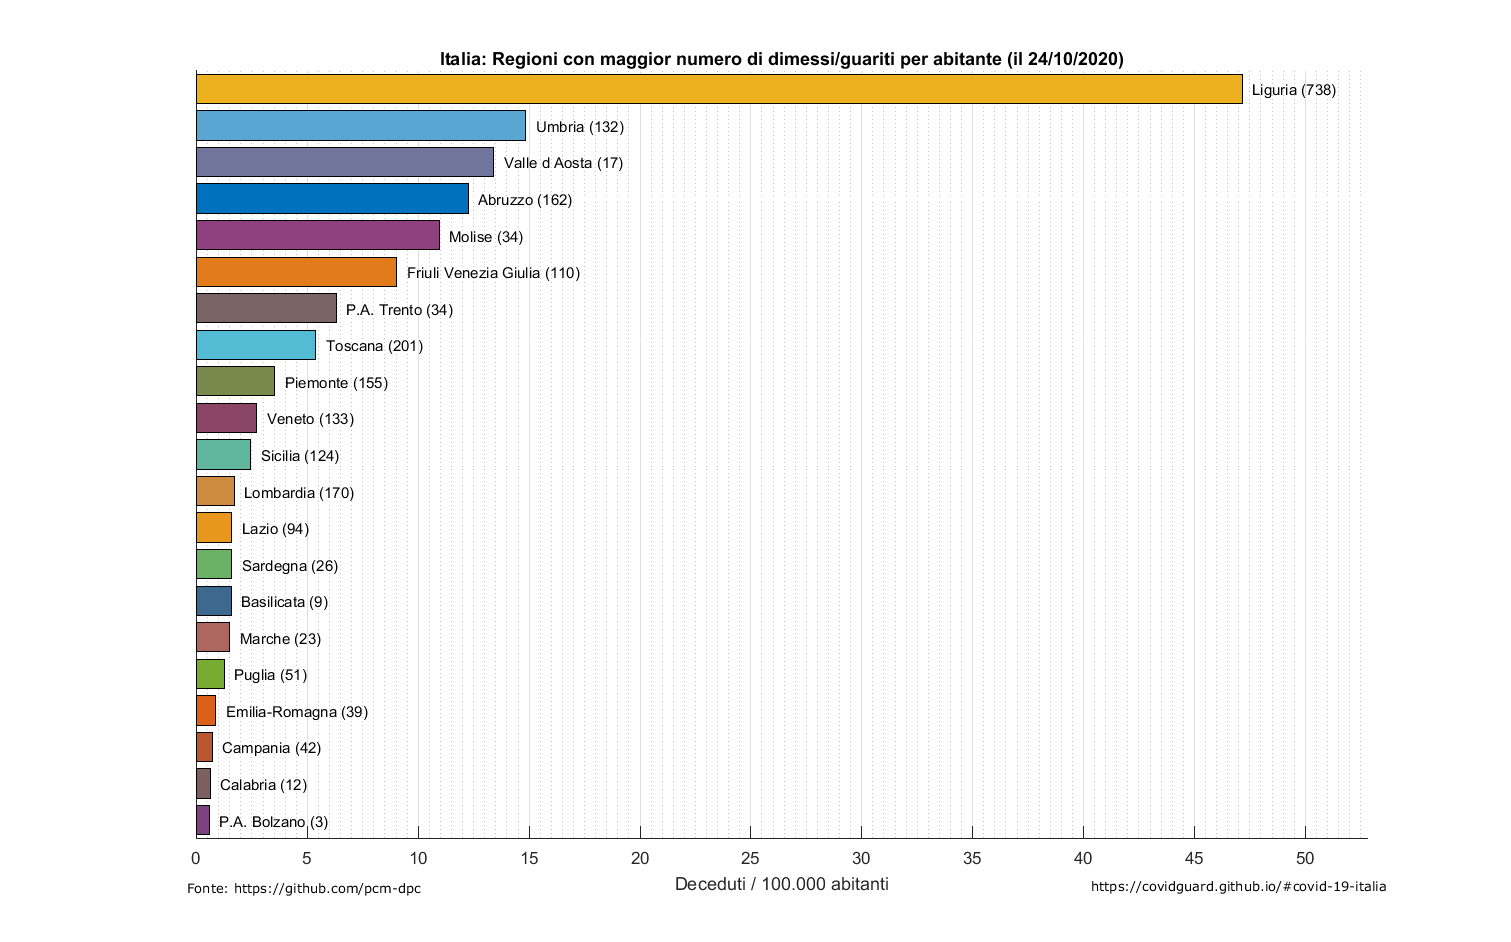 Italia: Regioni con maggior numero di dimessi/guariti per abitante (il 24/10/2020)
Liguria (738)
Umbria (132)
Valle d Aosta (17)
Abruzzo (162)
Molise (34)
Friuli Venezia Giulia (110)
P.A. Trento (34)
Toscana (201)
Piemonte (155)
Veneto (133)
Sicilia (124)
Lombardia (170)
Lazio (94)
Sardegna (26)
Basilicata (9)
Marche (23)
Puglia (51)
Emilia-Romagna (39)
Campania (42)
Calabria (12)
P.A. Bolzano (3)
0 5 10 15 20 25 30 35 40 45 50
Deceduti / 100.000 abitanti
Fonte: https://github.com/pcm-dpc
https://covidguard.github.io/#covid-19-italia